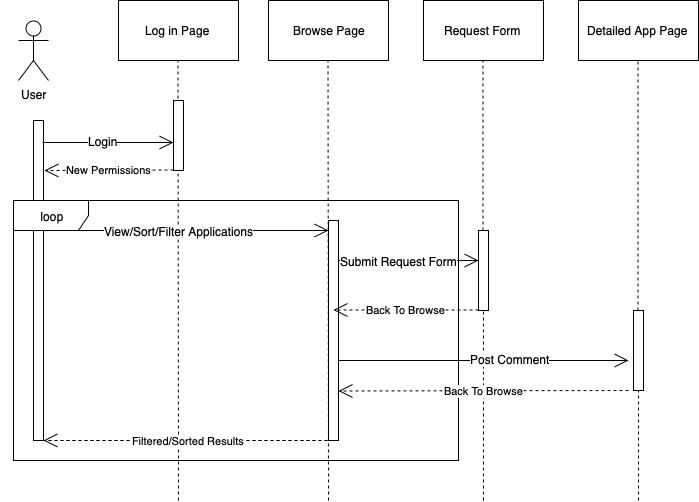 Log in Page
Browse Page
Request Form
Detailed App Page
User
Login
New Permissions
loop
View/Sort/Filter Applications
Submit Request Form
Back To Browse
Post Comment
Back To Browse
Filtered/Sorted Results